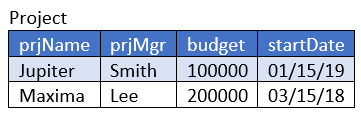 Project
prjName prjMgr budget startDate
Jupiter Smith 100000 01/15/19
Maxima Lee 200000 03/15/18